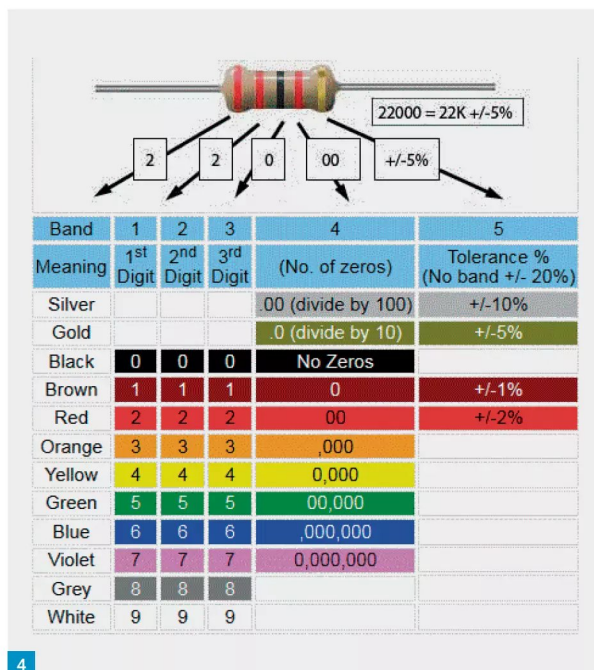 22000 = 22K +/-5%
2 2 0 00 +/-5%
Band 1 2 3 4 5
Meaning 1st Digit 2nd Digit 3rd Digit (No. of zeros) Tolerance % (No band +/- 20%)
Silver .00 (divide by 100) +/-10%
Gold .0 (divide by 10) +/-5%
Black 0 0 0 No Zeros
Brown 1 1 1 0 +/-1%
Red 2 2 2 00 +/-2%
Orange 3 3 3 ,000
Yellow 4 4 4 0,000
Green 5 5 5 00,000
Blue 6 6 6 ,000,000
Violet 7 7 7 0,000,000
Grey 8 8 8
White 9 9 9
4